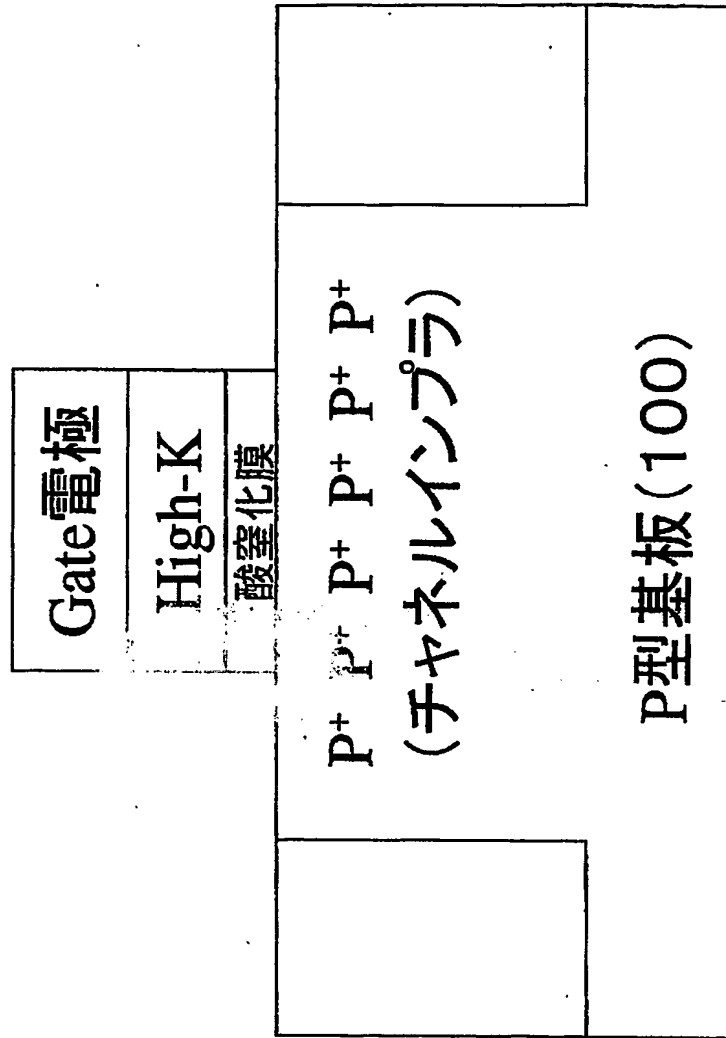 Gate電極
High-K
酸窒化膜
P⁺ P⁺ P⁺ P⁺ P⁺ P⁺
(チャネルインプラ)
P型基板(100)